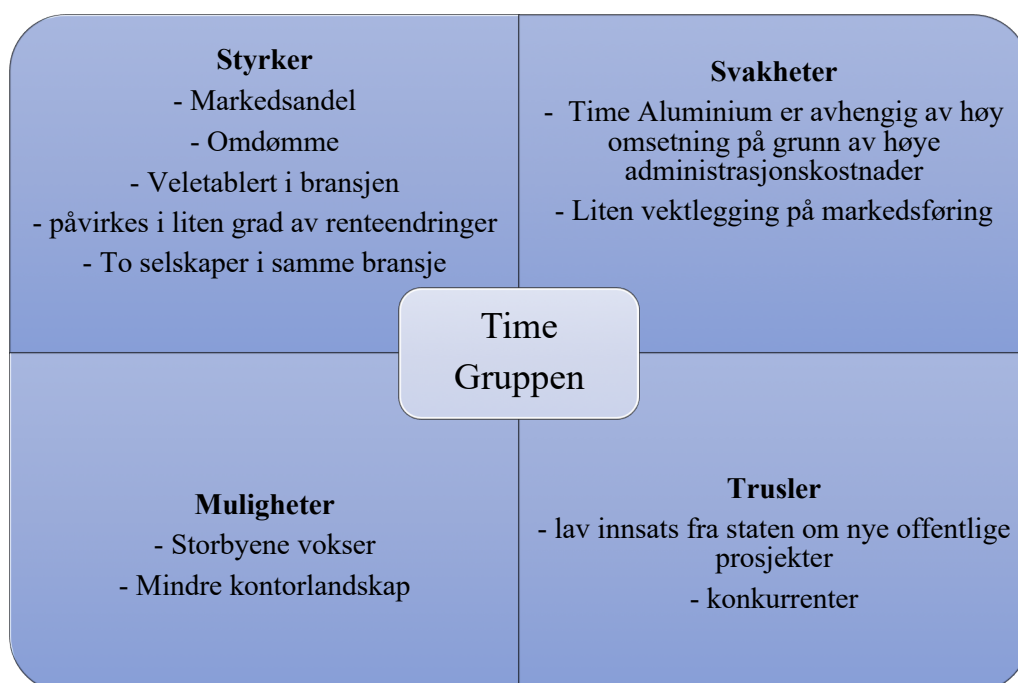 Styrker
- Markedsandel
- Omdømme
- Veletablert i bransjen
- påvirkes i liten grad av renteendringer
- To selskaper i samme bransje
Svakheter
- Time Aluminium er avhengig av høy
omsetning på grunn av høye
administrasjonskostnader
- Liten vektlegging på markedsføring
Time
Gruppen
Muligheter
- Storbyene vokser
- Mindre kontorlandskap
Trusler
- lav innsats fra staten om nye offentlige
prosjekter
- konkurrenter